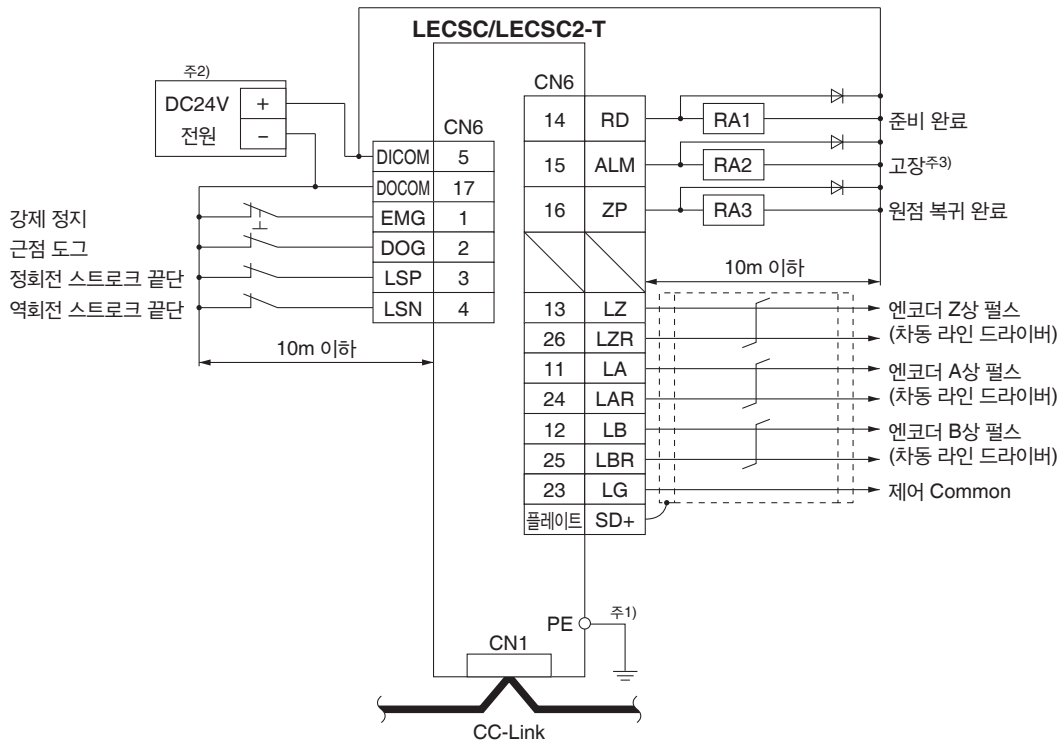 LECSC/LECSC2-T
주2)
DC24V
전원
+
−
CN6
DICOM 5
DOCOM 17
강제 정지 EMG 1
근점 도그 DOG 2
정회전 스트로크 끝단 LSP 3
역회전 스트로크 끝단 LSN 4
10m 이하
CN6
14 RD RA1 준비 완료
15 ALM RA2 고장주3)
16 ZP RA3 원점 복귀 완료
10m 이하
13 LZ 엔코더 Z상 펄스
26 LZR (차동 라인 드라이버)
11 LA 엔코더 A상 펄스
24 LAR (차동 라인 드라이버)
12 LB 엔코더 B상 펄스
25 LBR (차동 라인 드라이버)
23 LG 제어 Common
플레이트 SD+
PE 주1)
CN1
CC-Link